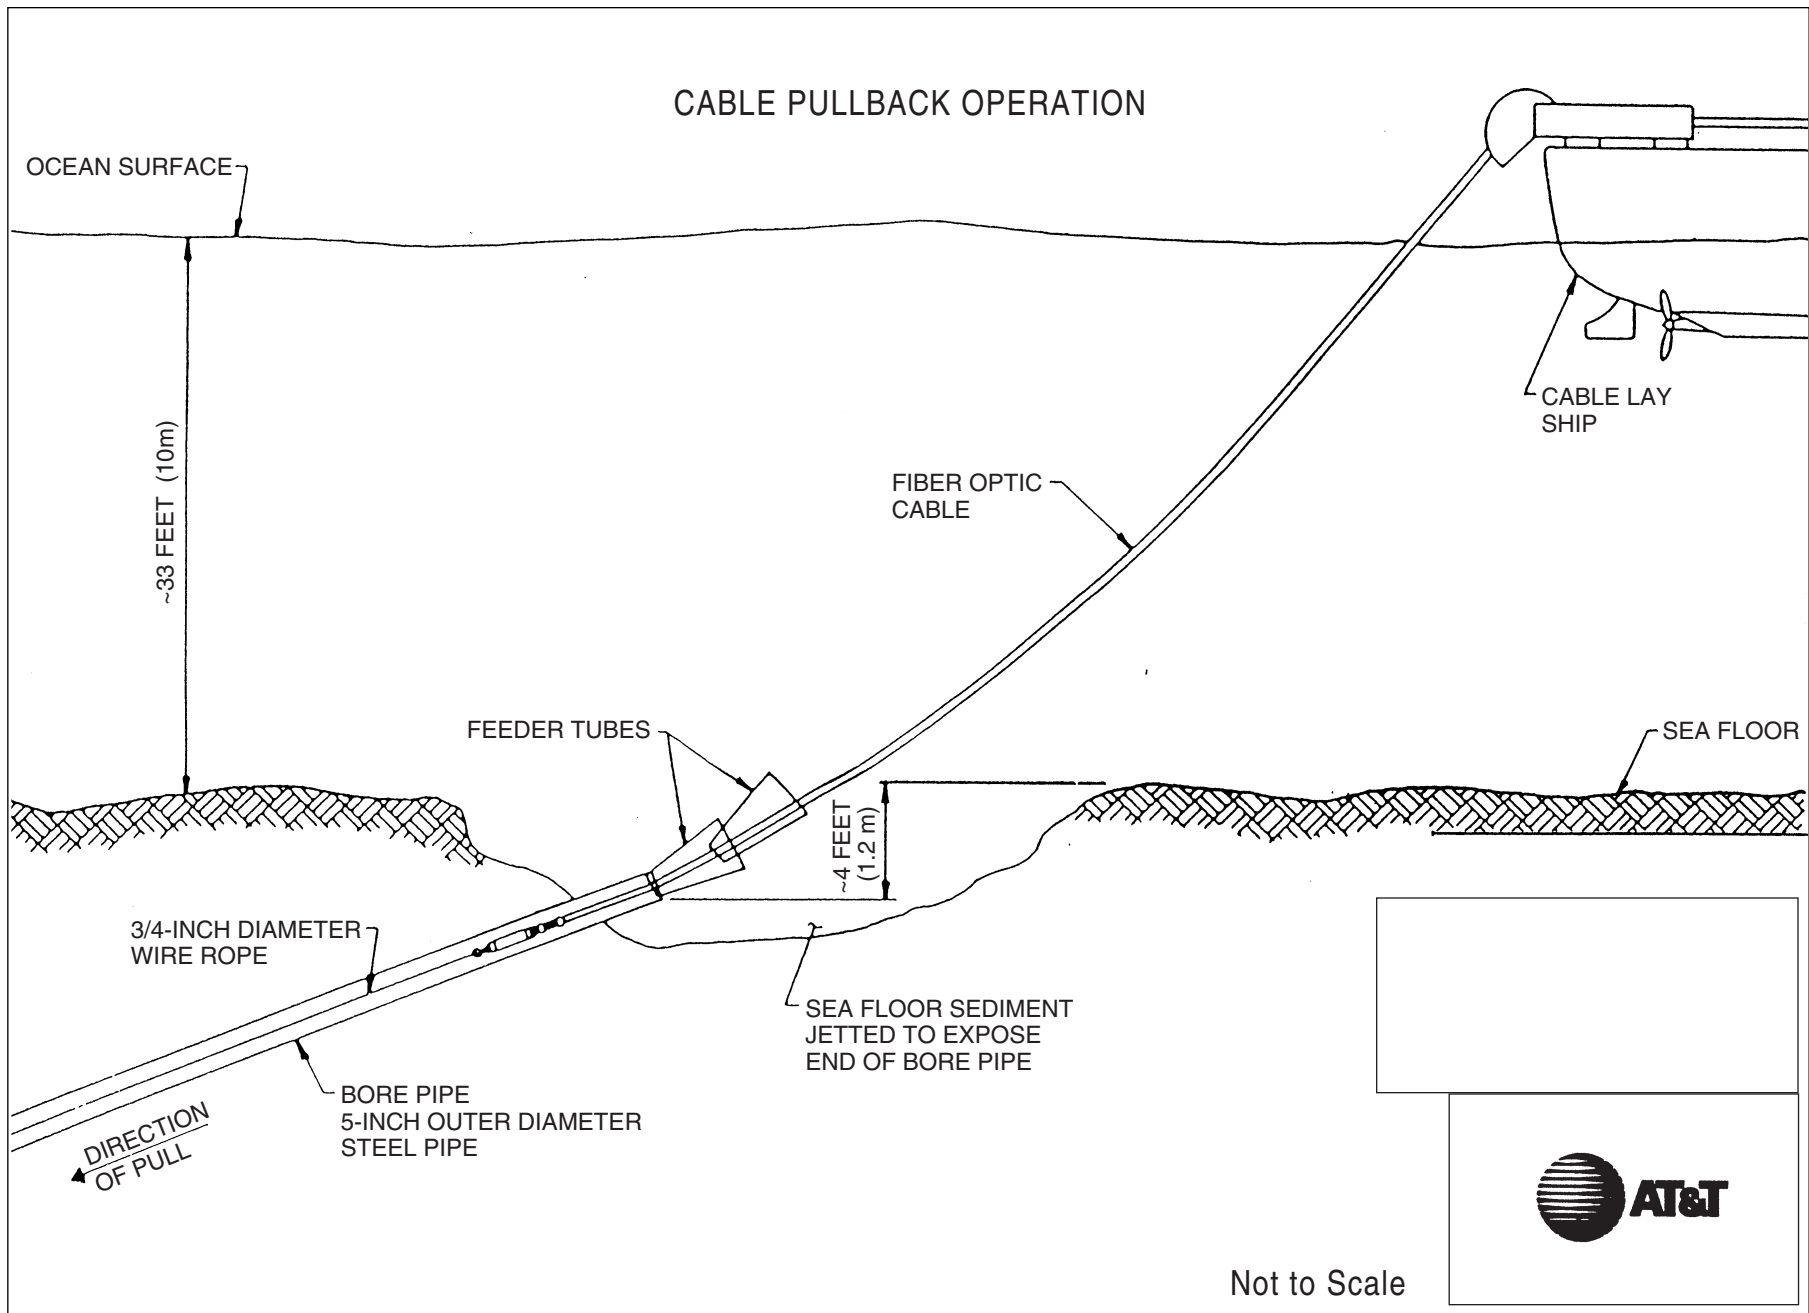 CABLE PULLBACK OPERATION
OCEAN SURFACE
~33 FEET (10m)
CABLE LAY
SHIP
FIBER OPTIC
CABLE
FEEDER TUBES
SEA FLOOR
~4 FEET
(1.2 m)
3/4-INCH DIAMETER
WIRE ROPE
SEA FLOOR SEDIMENT
JETTED TO EXPOSE
END OF BORE PIPE
BORE PIPE
5-INCH OUTER DIAMETER
STEEL PIPE
DIRECTION
OF PULL
AT&T
Not to Scale